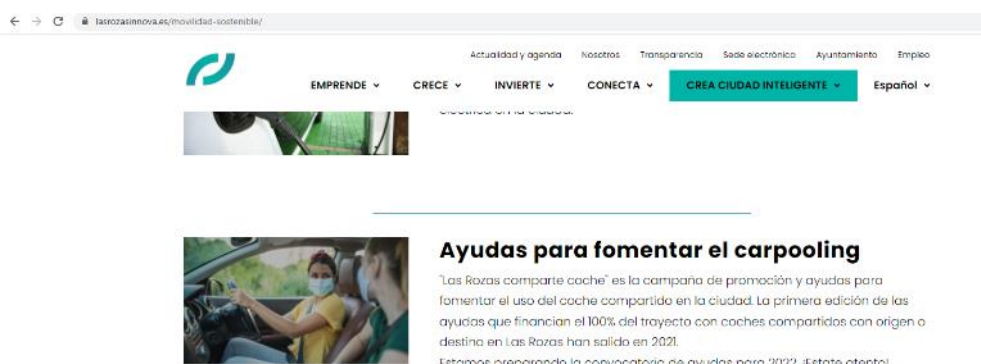 lasrozasinnova.es/movilidad-sostenible/
Actualidad y agenda Nosotros Transparencia Sede electrónica Ayuntamiento Empleo
EMPRENDE CRECE INVIERTE CONECTA CREA CIUDAD INTELIGENTE Español
eléctrica en la ciudad.
Ayudas para fomentar el carpooling
"Las Rozas comparte coche" es la campaña de promoción y ayudas para
fomentar el uso del coche compartido en la ciudad. La primera edición de las
ayudas que financian el 100% del trayecto con coches compartidos con origen o
destino en Las Rozas han salido en 2021.
Estamos preparando la convocatoria de ayudas para 2022. ¡Estate atento!